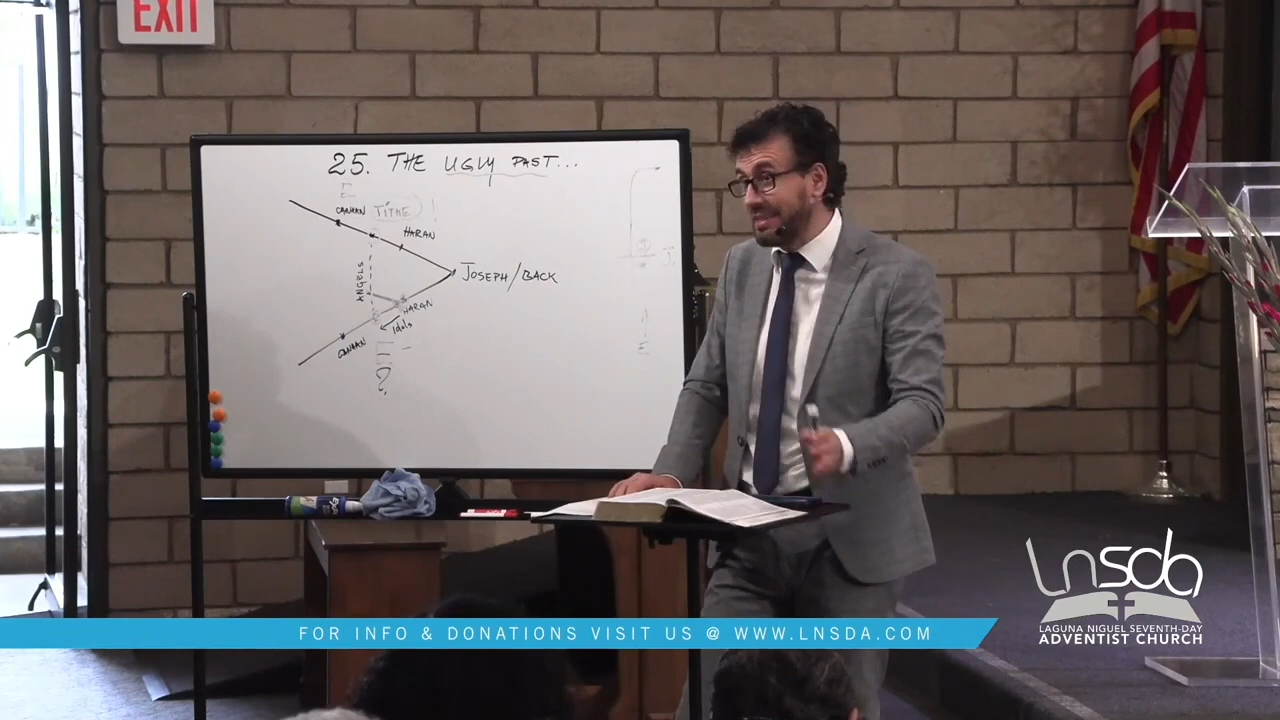 EXIT
25. THE UGLY PAST...
E
CANAAN
TITHE !
HARAN
ANGELS
JOSEPH/BACK
HARAN
Idols
CANAAN
?
E
LnSDA
LAGUNA NIGUEL SEVENTH-DAY
ADVENTIST CHURCH
FOR INFO & DONATIONS VISIT US @ WWW.LNSDA.COM